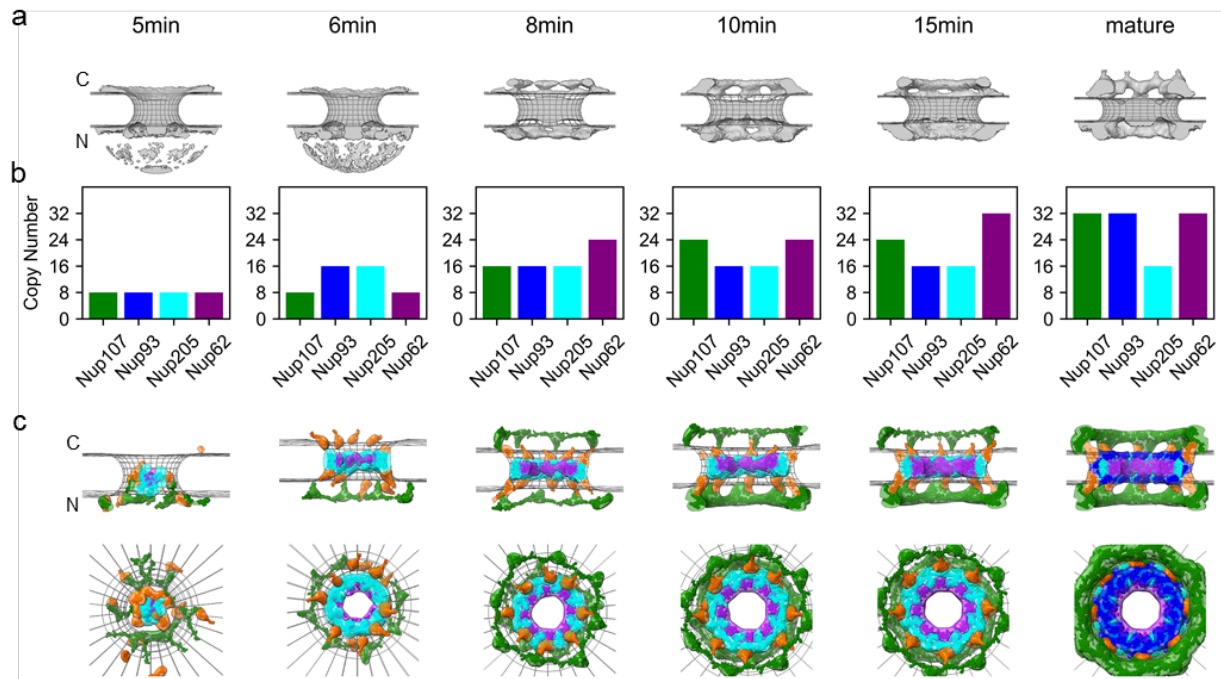 a
5min 6min 8min 10min 15min mature
C
N
b
Copy Number
32 32 32 32 32 32
24 24 24 24 24 24
16 16 16 16 16 16
8 8 8 8 8 8
0 0 0 0 0 0
Nup107 Nup93 Nup205 Nup62 Nup107 Nup93 Nup205 Nup62 Nup107 Nup93 Nup205 Nup62 Nup107 Nup93 Nup205 Nup62 Nup107 Nup93 Nup205 Nup62 Nup107 Nup93 Nup205 Nup62
c
C
N